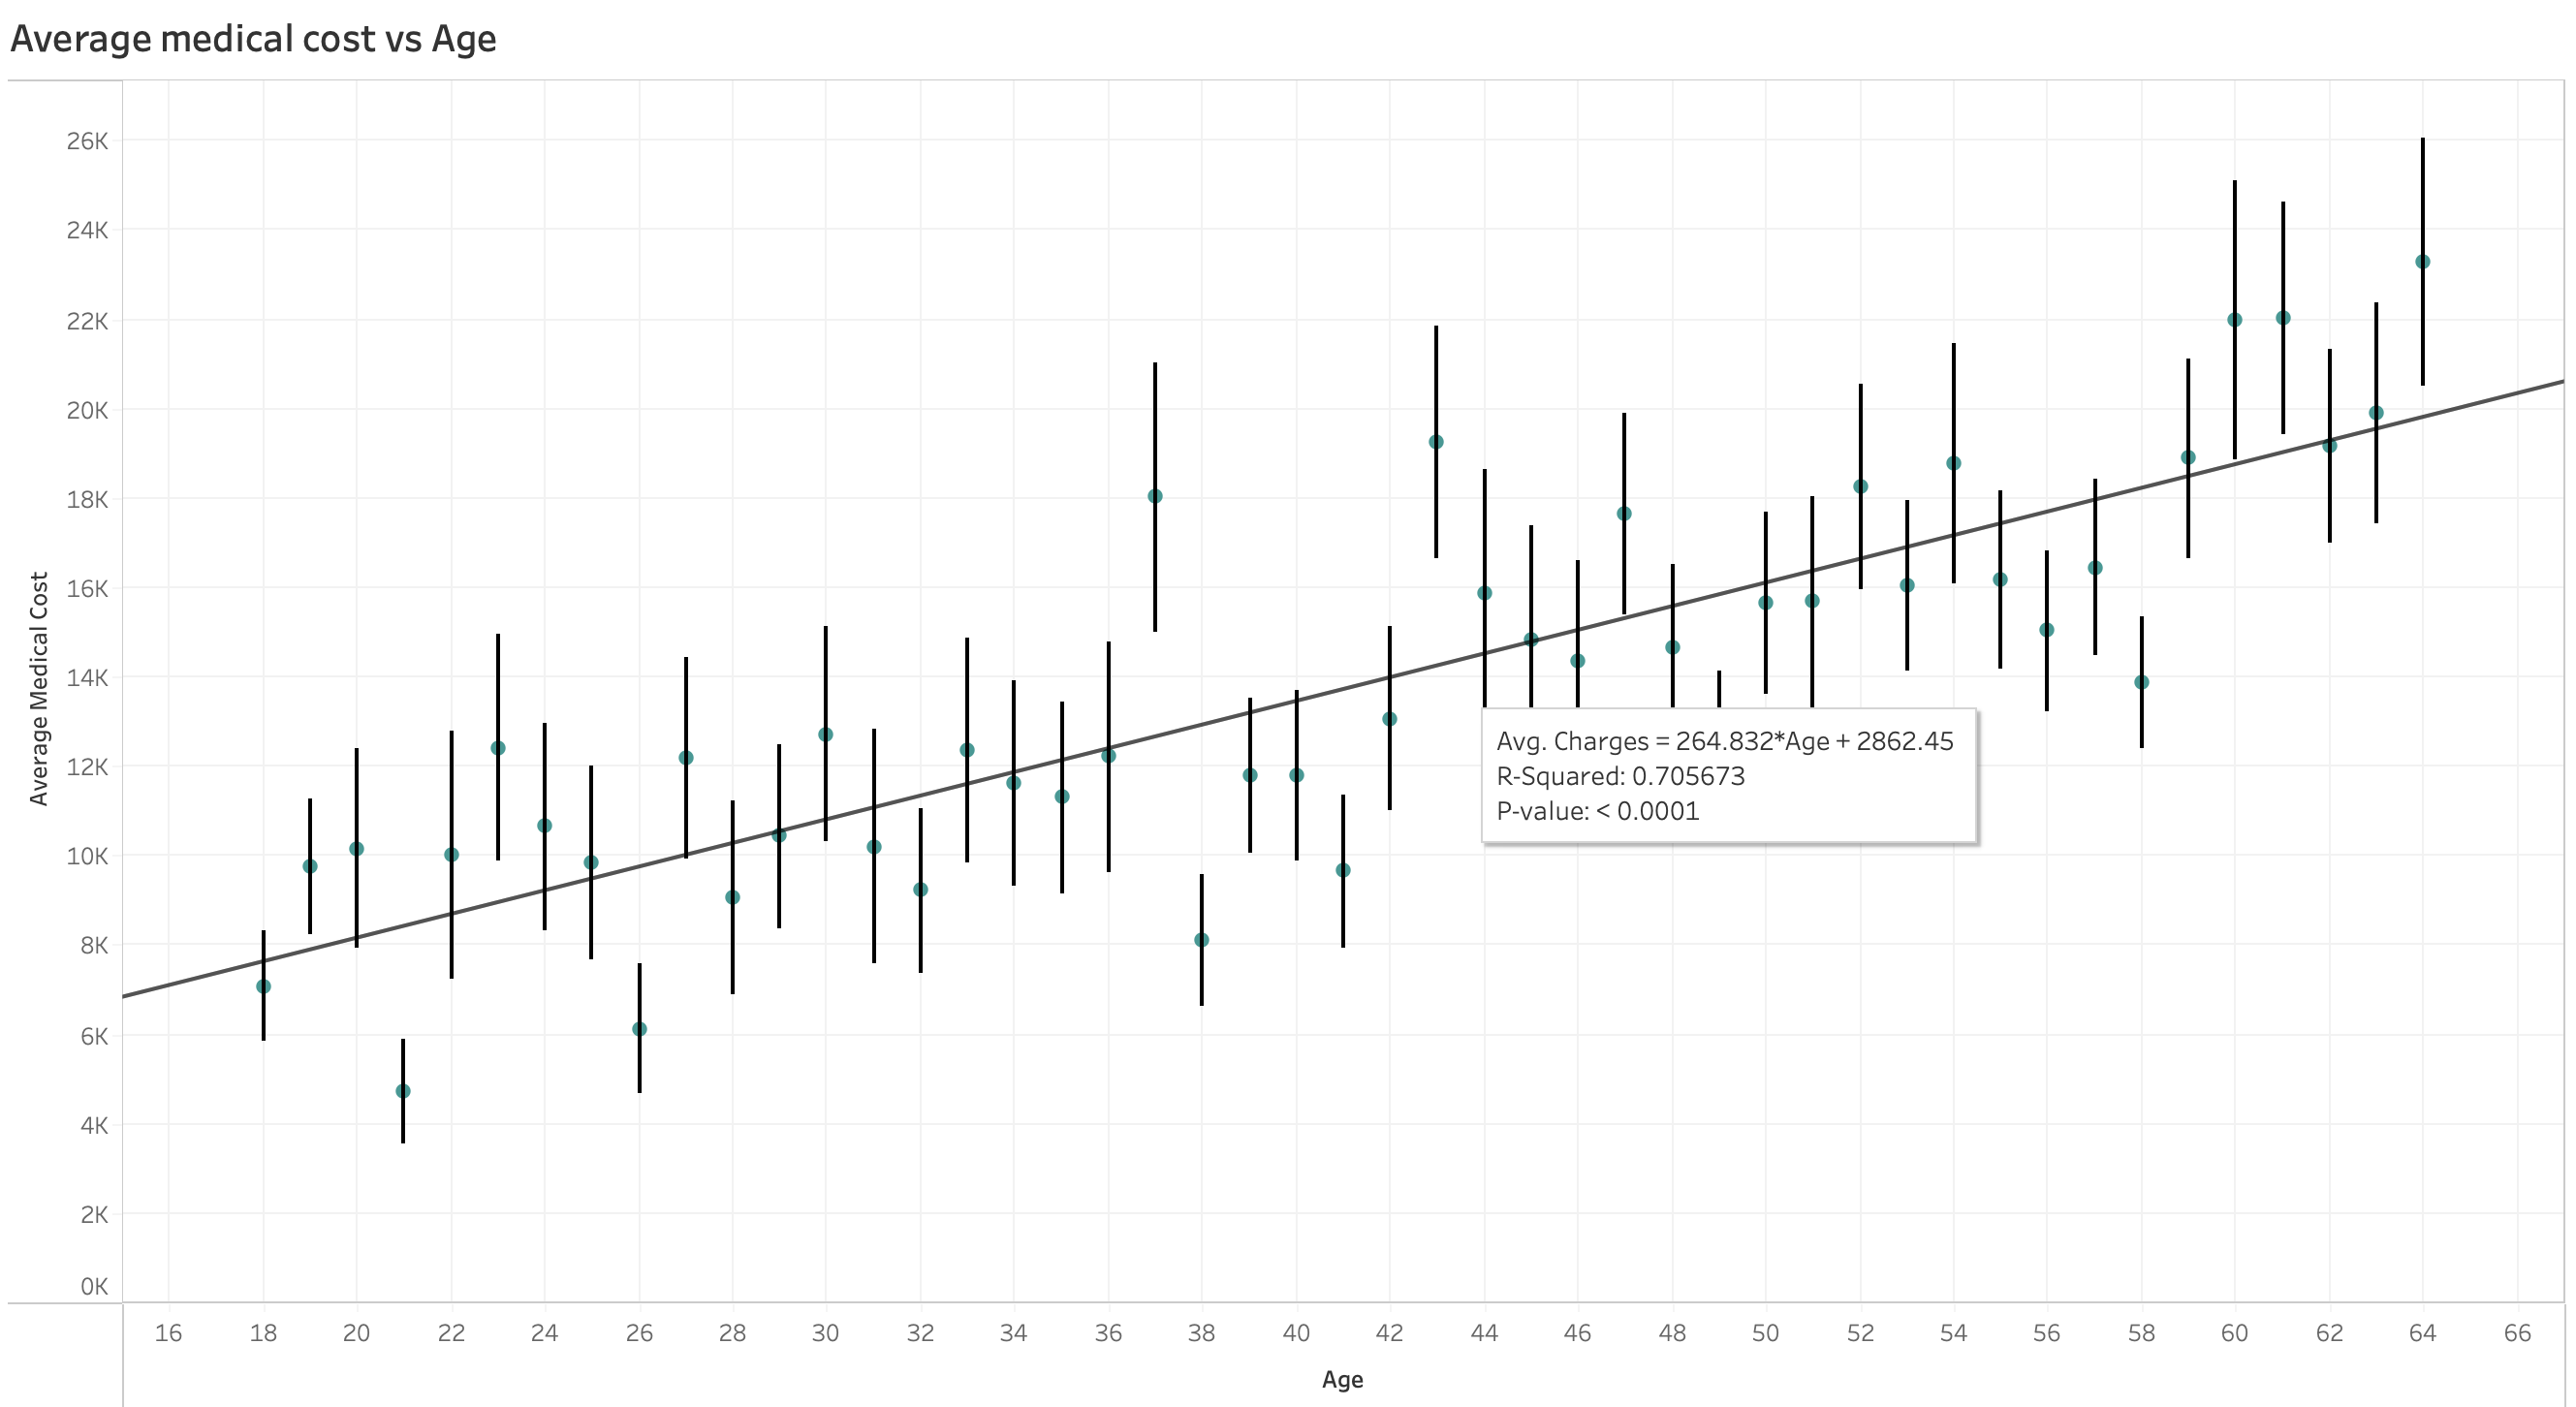 Average medical cost vs Age
26K
24K
22K
20K
18K
16K
14K
12K
10K
8K
6K
4K
2K
0K
Average Medical Cost
Avg. Charges = 264.832*Age + 2862.45
R-Squared: 0.705673
P-value: < 0.0001
16 18 20 22 24 26 28 30 32 34 36 38 40 42 44 46 48 50 52 54 56 58 60 62 64 66
Age